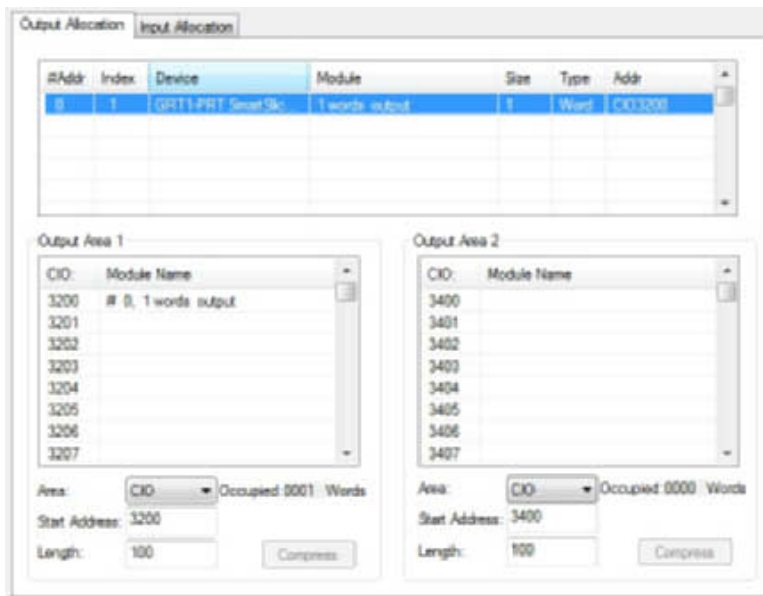 Output Allocation Input Allocation
#Addr Index Device Module Size Type Addr
0 1 GRT1-PRT SmartSlic... 1 words output 1 Word CIO3200
Output Area 1
CIO: Module Name
3200 # 0, 1 words output
3201
3202
3203
3204
3205
3206
3207
Area: CIO Occupied:0001 Words
Start Address: 3200
Length: 100 Compress
Output Area 2
CIO: Module Name
3400
3401
3402
3403
3404
3405
3406
3407
Area: CIO Occupied:0000 Words
Start Address: 3400
Length: 100 Compress